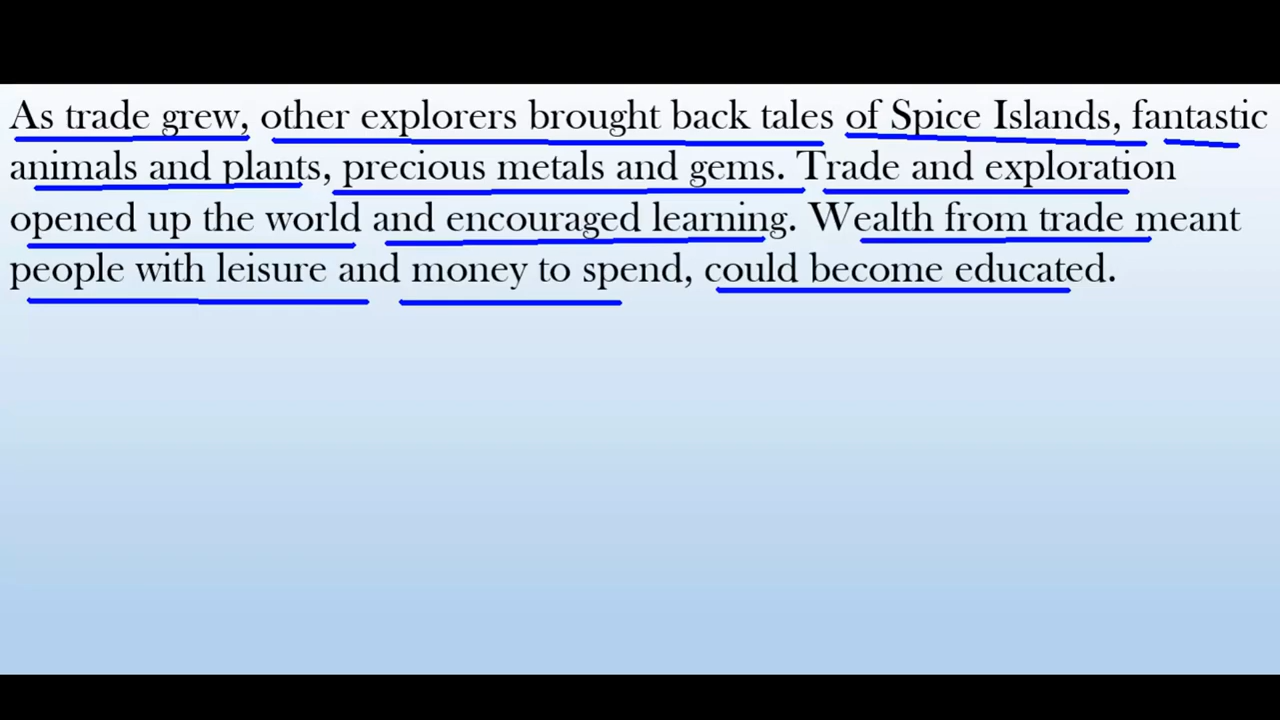 As trade grew, other explorers brought back tales of Spice Islands, fantastic
animals and plants, precious metals and gems. Trade and exploration
opened up the world and encouraged learning. Wealth from trade meant
people with leisure and money to spend, could become educated.